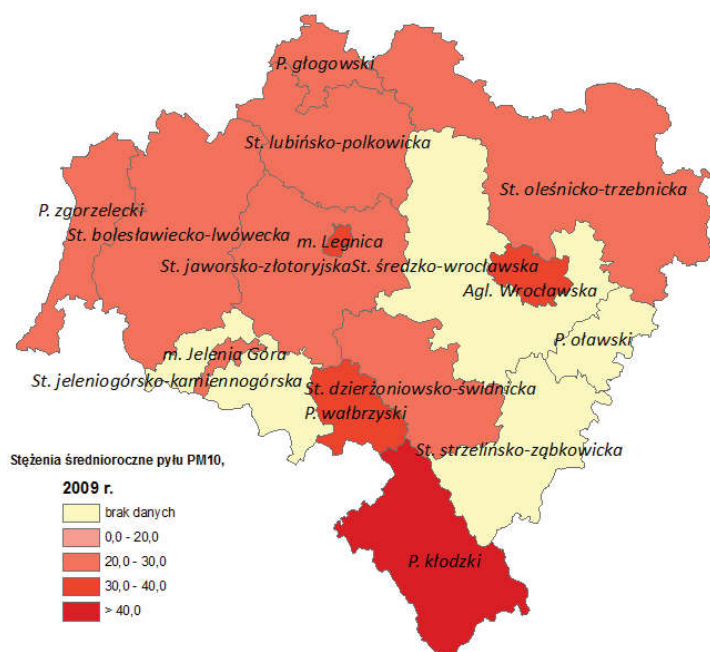 P. głogowski
St. lubińsko-polkowicka
St. oleśnicko-trzebnicka
P. zgorzelecki
St. bolesławiecko-lwówecka
m. Legnica
St. jaworsko-złotoryjska
St. średzko-wrocławska
Agl. Wrocławska
P. oławski
m. Jelenia Góra
St. jeleniogórsko-kamiennogórska
St. dzierżoniowsko-świdnicka
P. wałbrzyski
St. strzelińsko-ząbkowicka
P. kłodzki
Stężenia średnioroczne pyłu PM10,
2009 r.
brak danych
0,0 - 20,0
20,0 - 30,0
30,0 - 40,0
> 40,0